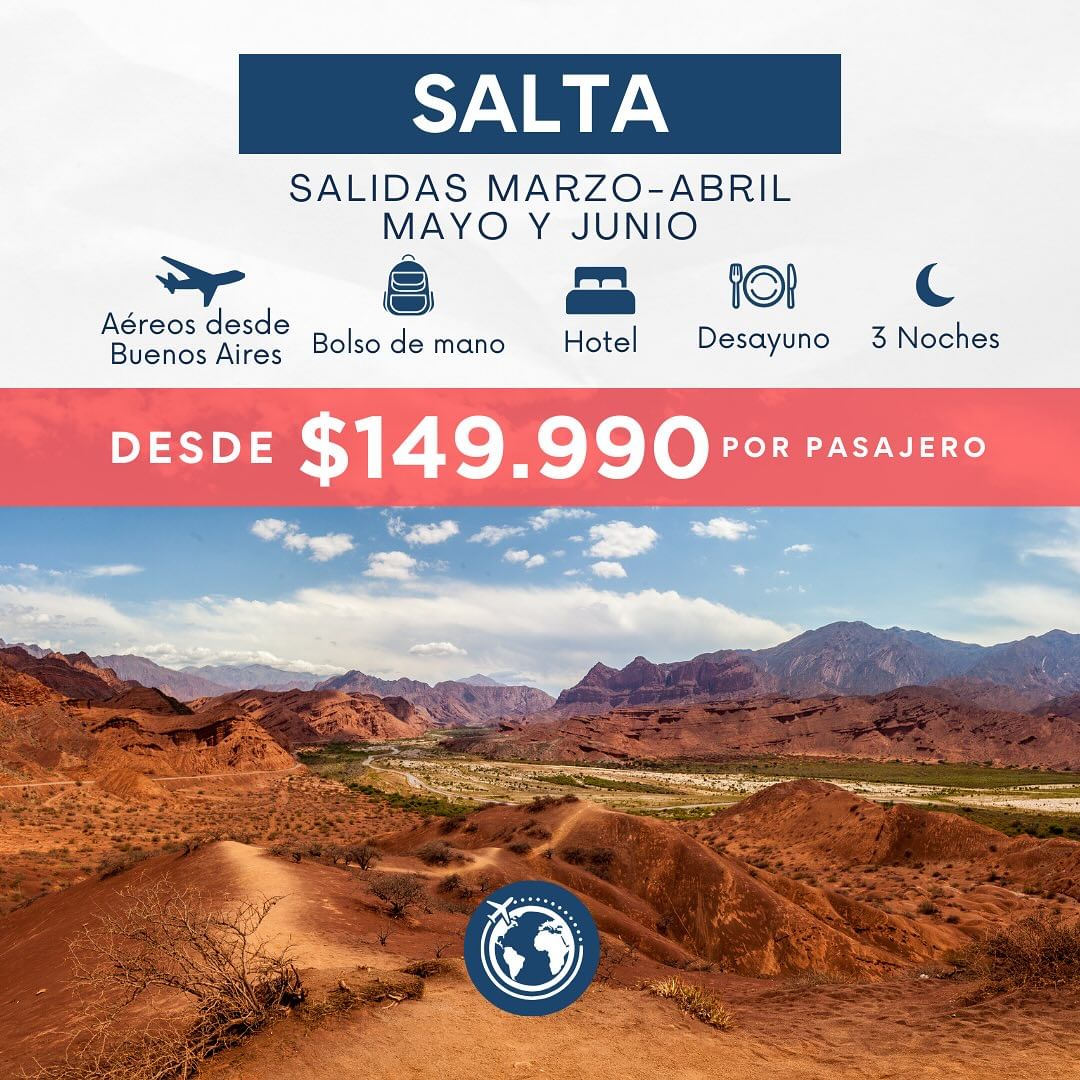 SALTA
SALIDAS MARZO-ABRIL
MAYO Y JUNIO
Aéreos desde
Buenos Aires
Bolso de mano
Hotel
Desayuno
3 Noches
DESDE $149.990 POR PASAJERO